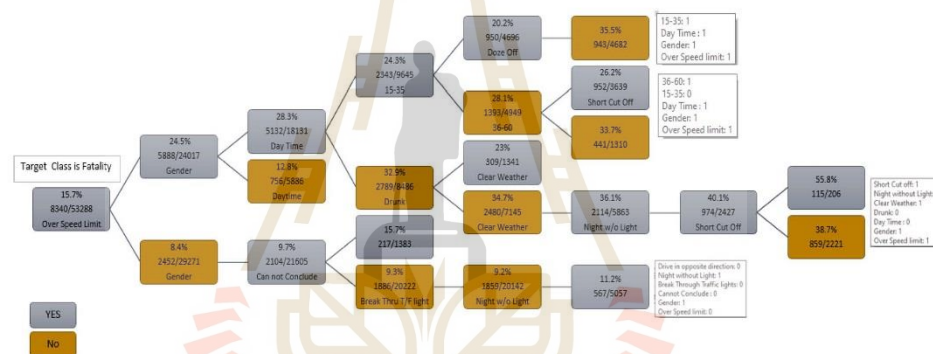 Target Class is Fatality
15.7%
8340/53288
Over Speed Limit
24.5%
5888/24017
Gender
8.4%
2452/29271
Gender
28.3%
5132/18131
Day Time
12.8%
756/5886
Daytime
9.7%
2104/21605
Can not Conclude
24.3%
2343/9645
15-35
32.9%
2789/8486
Drunk
15.7%
217/1383
9.3%
1886/20222
Break Thru T/F light
20.2%
950/4696
Doze Off
28.1%
1393/4949
36-60
23%
309/1341
Clear Weather
34.7%
2480/7145
Clear Weather
9.2%
1859/20142
Night w/o Light
35.5%
943/4682
26.2%
952/3639
Short Cut Off
33.7%
441/1310
36.1%
2114/5863
Night w/o Light
11.2%
567/5057
40.1%
974/2427
Short Cut Off
55.8%
115/206
38.7%
859/2221
15-35: 1
Day Time : 1
Gender: 1
Over Speed limit: 1
36-60: 1
15-35: 0
Day Time : 1
Gender: 1
Over Speed limit: 1
Short Cut off: 1
Night without Light:
Clear Weather: 1
Drunk: 0
Day Time : 0
Gender: 1
Over Speed limit: 1
Drive in opposite direction: 0
Night without Light: 1
Break Through Traffic lights: 0
Cannot Conclude : 0
Gender: 1
Over Speed limit: 0
YES
No